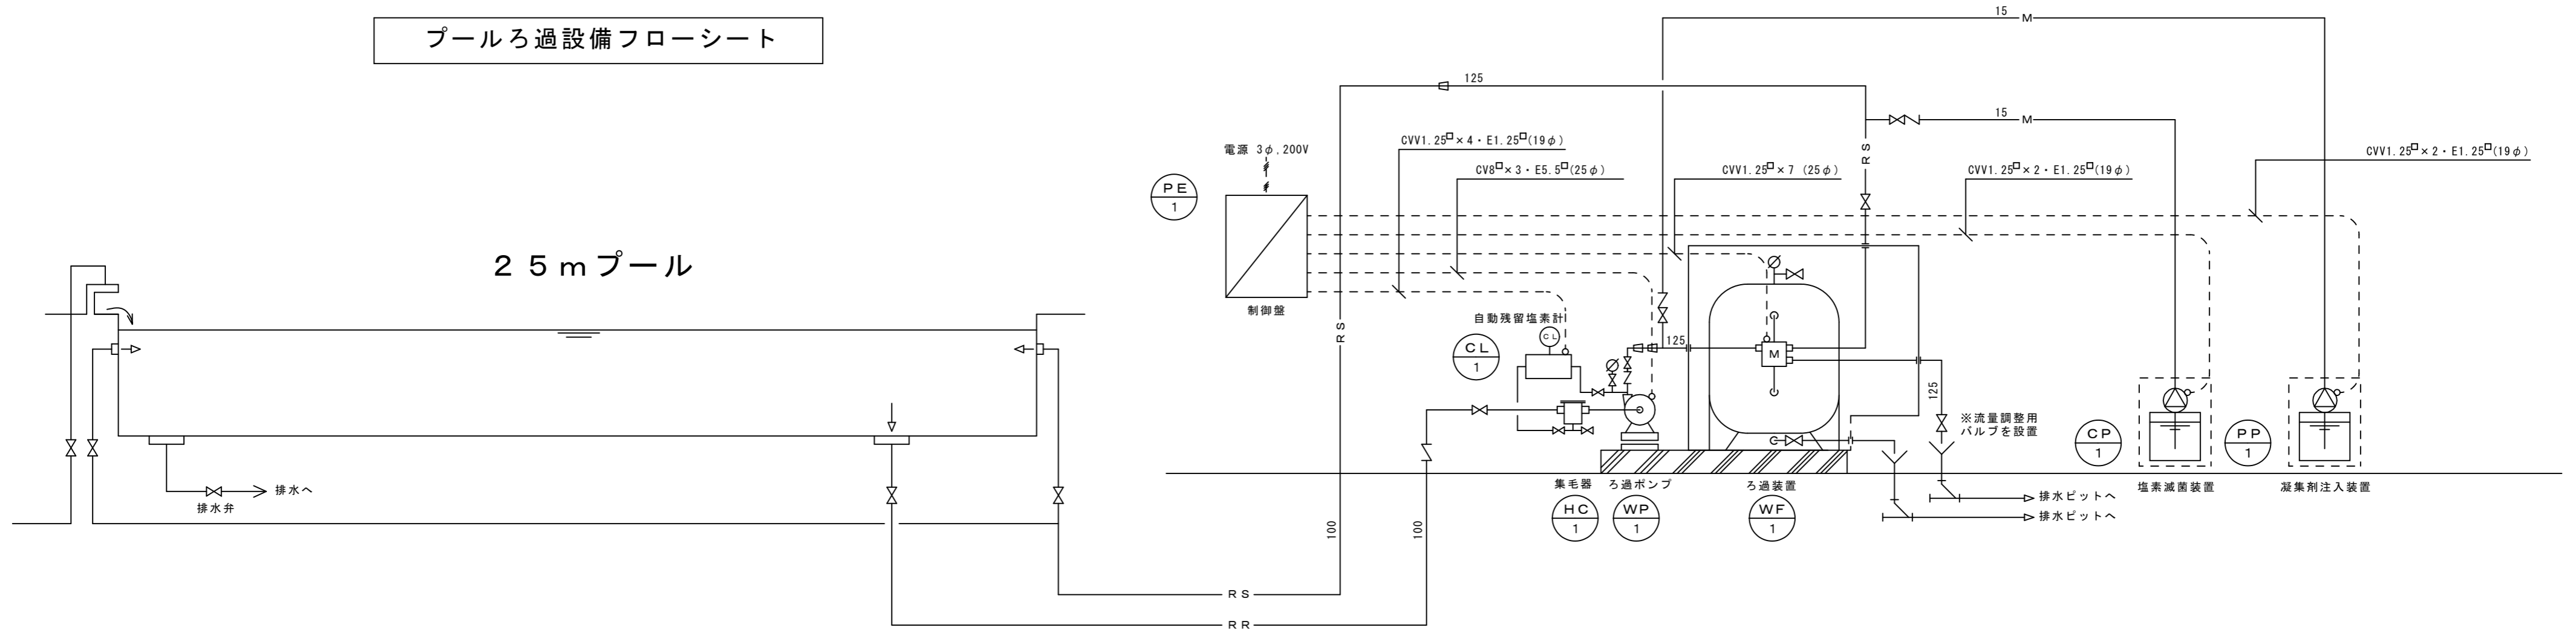 プールろ過設備フローシート
15
M
125
15
M
CVV1.25□×4・E1.25□(19φ)
電源 3φ,200V
CVV1.25□×2・E1.25□(19φ)
RS
CV8□×3・E5.5□(25φ)
CVV1.25□×7 (25φ)
CVV1.25□×2・E1.25□(19φ)
PE
1
25mプール
制御盤
自動残留塩素計
RS
CL
125
CL
1
M
125
※流量調整用
バルブを設置
CP
1
PP
1
排水へ
排水弁
集毛器
ろ過ポンプ
ろ過装置
塩素滅菌装置
凝集剤注入装置
排水ピットへ
HC
1
WP
1
WF
1
排水ピットへ
100
100
RS
RR